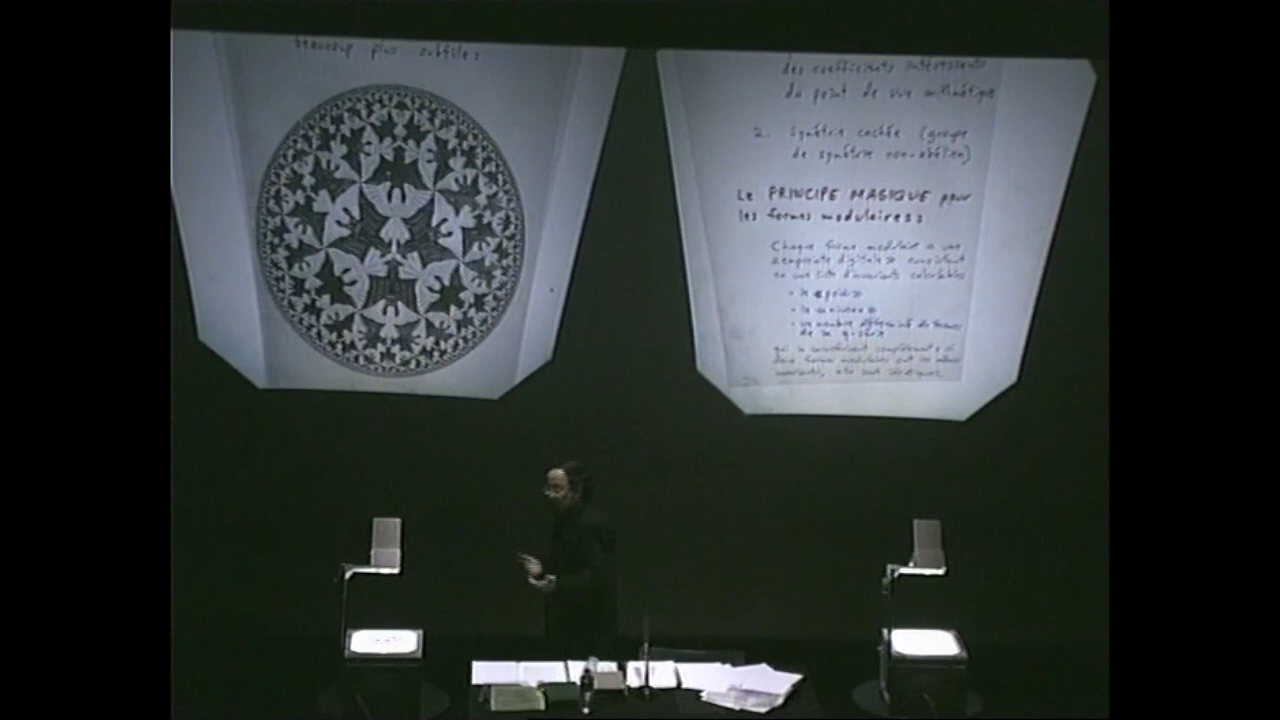 beaucoup plus subtile :
des coefficients intéressants
du point de vue arithmétique
2. Symétrie cachée (groupe
de symétrie non-abélien)
Le PRINCIPE MAGIQUE pour
les formes modulaires :
Chaque forme modulaire a une
«empreinte digitale» consistant
en une liste d'invariants calculables
• le «poids»
• le «niveau»
• un nombre déterminé de termes
de sa q-série
qui la caractérisent complètement : si
deux formes modulaires ont les mêmes
invariants, elles sont identiques.